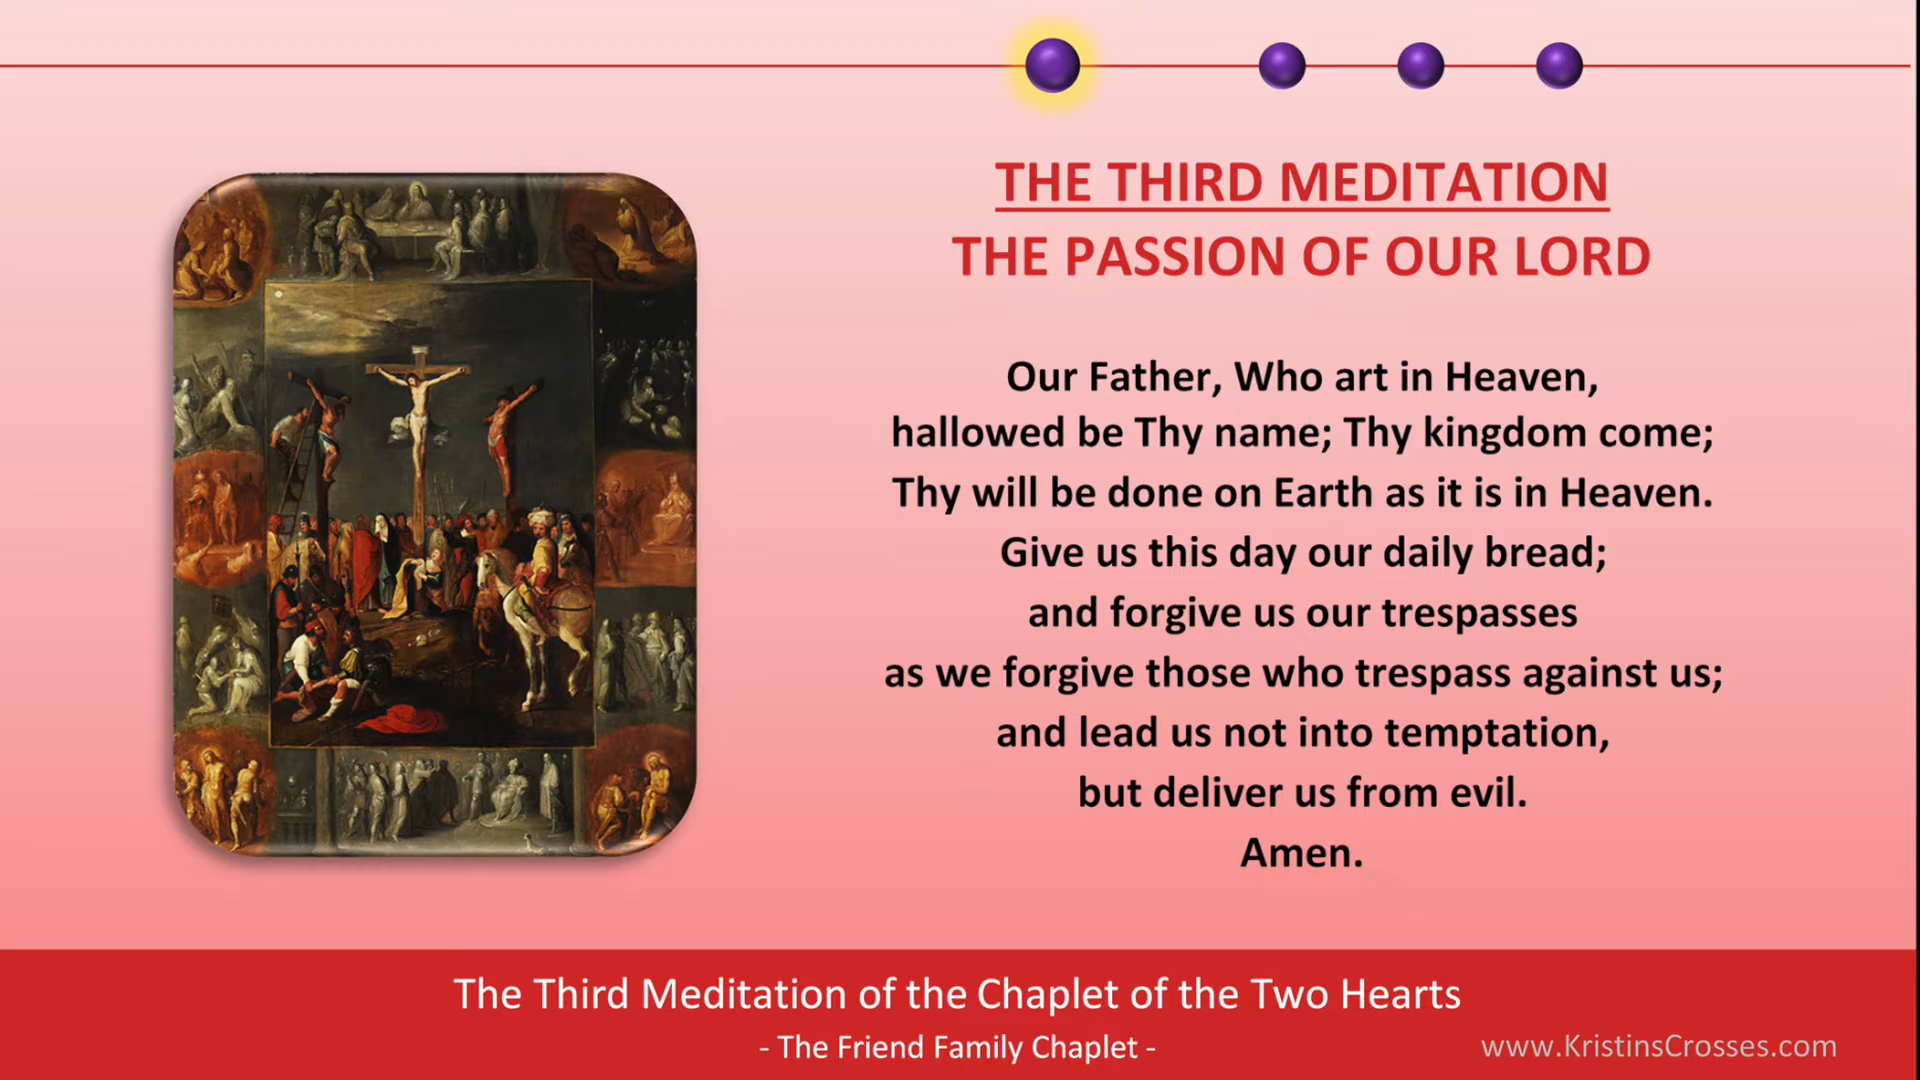 THE THIRD MEDITATION
THE PASSION OF OUR LORD
Our Father, Who art in Heaven,
hallowed be Thy name; Thy kingdom come;
Thy will be done on Earth as it is in Heaven.
Give us this day our daily bread;
and forgive us our trespasses
as we forgive those who trespass against us;
and lead us not into temptation,
but deliver us from evil.
Amen.
The Third Meditation of the Chaplet of the Two Hearts
- The Friend Family Chaplet -
www.KristinsCrosses.com